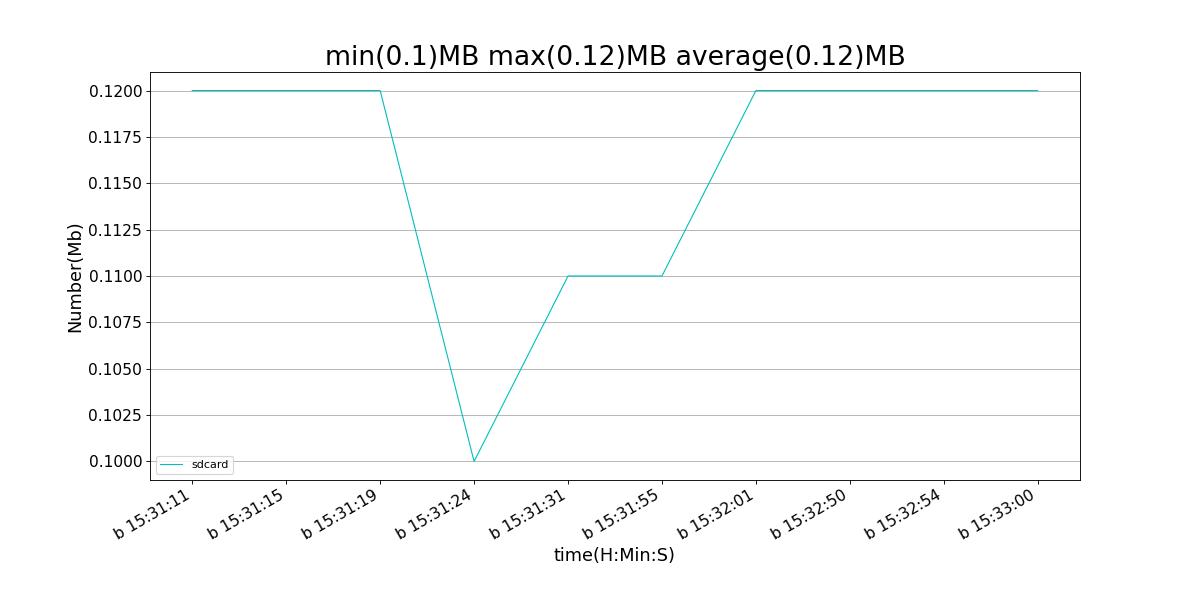 min(0.1)MB max(0.12)MB average(0.12)MB
0.1200
0.1175
0.1150
0.1125
0.1100
0.1075
0.1050
0.1025
0.1000
Number(Mb)
sdcard
b 15:31:11
b 15:31:15
b 15:31:19
b 15:31:24
b 15:31:31
b 15:31:55
b 15:32:01
b 15:32:50
b 15:32:54
b 15:33:00
time(H:Min:S)